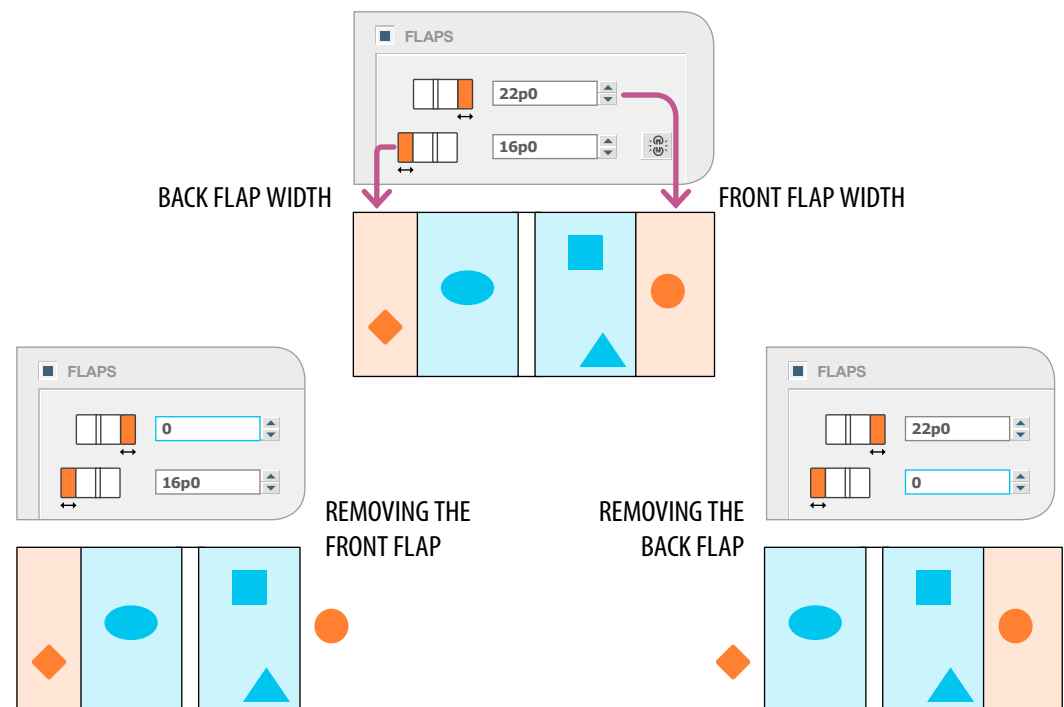 FLAPS
22p0
16p0
BACK FLAP WIDTH
FRONT FLAP WIDTH
FLAPS
0
16p0
REMOVING THE
FRONT FLAP
FLAPS
22p0
0
REMOVING THE
BACK FLAP